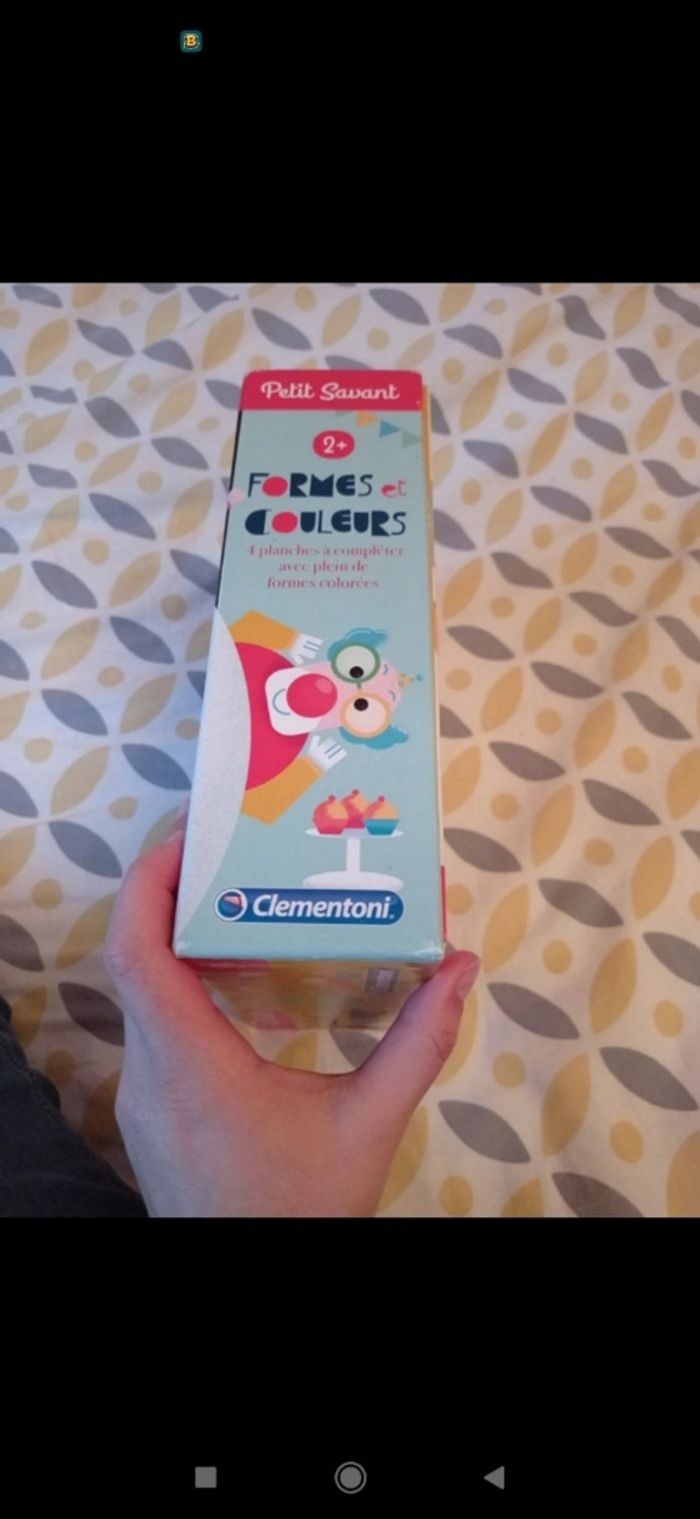 B
Petit Savant
2+
FORMES et
COULEURS
4 planches à compléter
avec plein de
formes colorées
Clementoni.